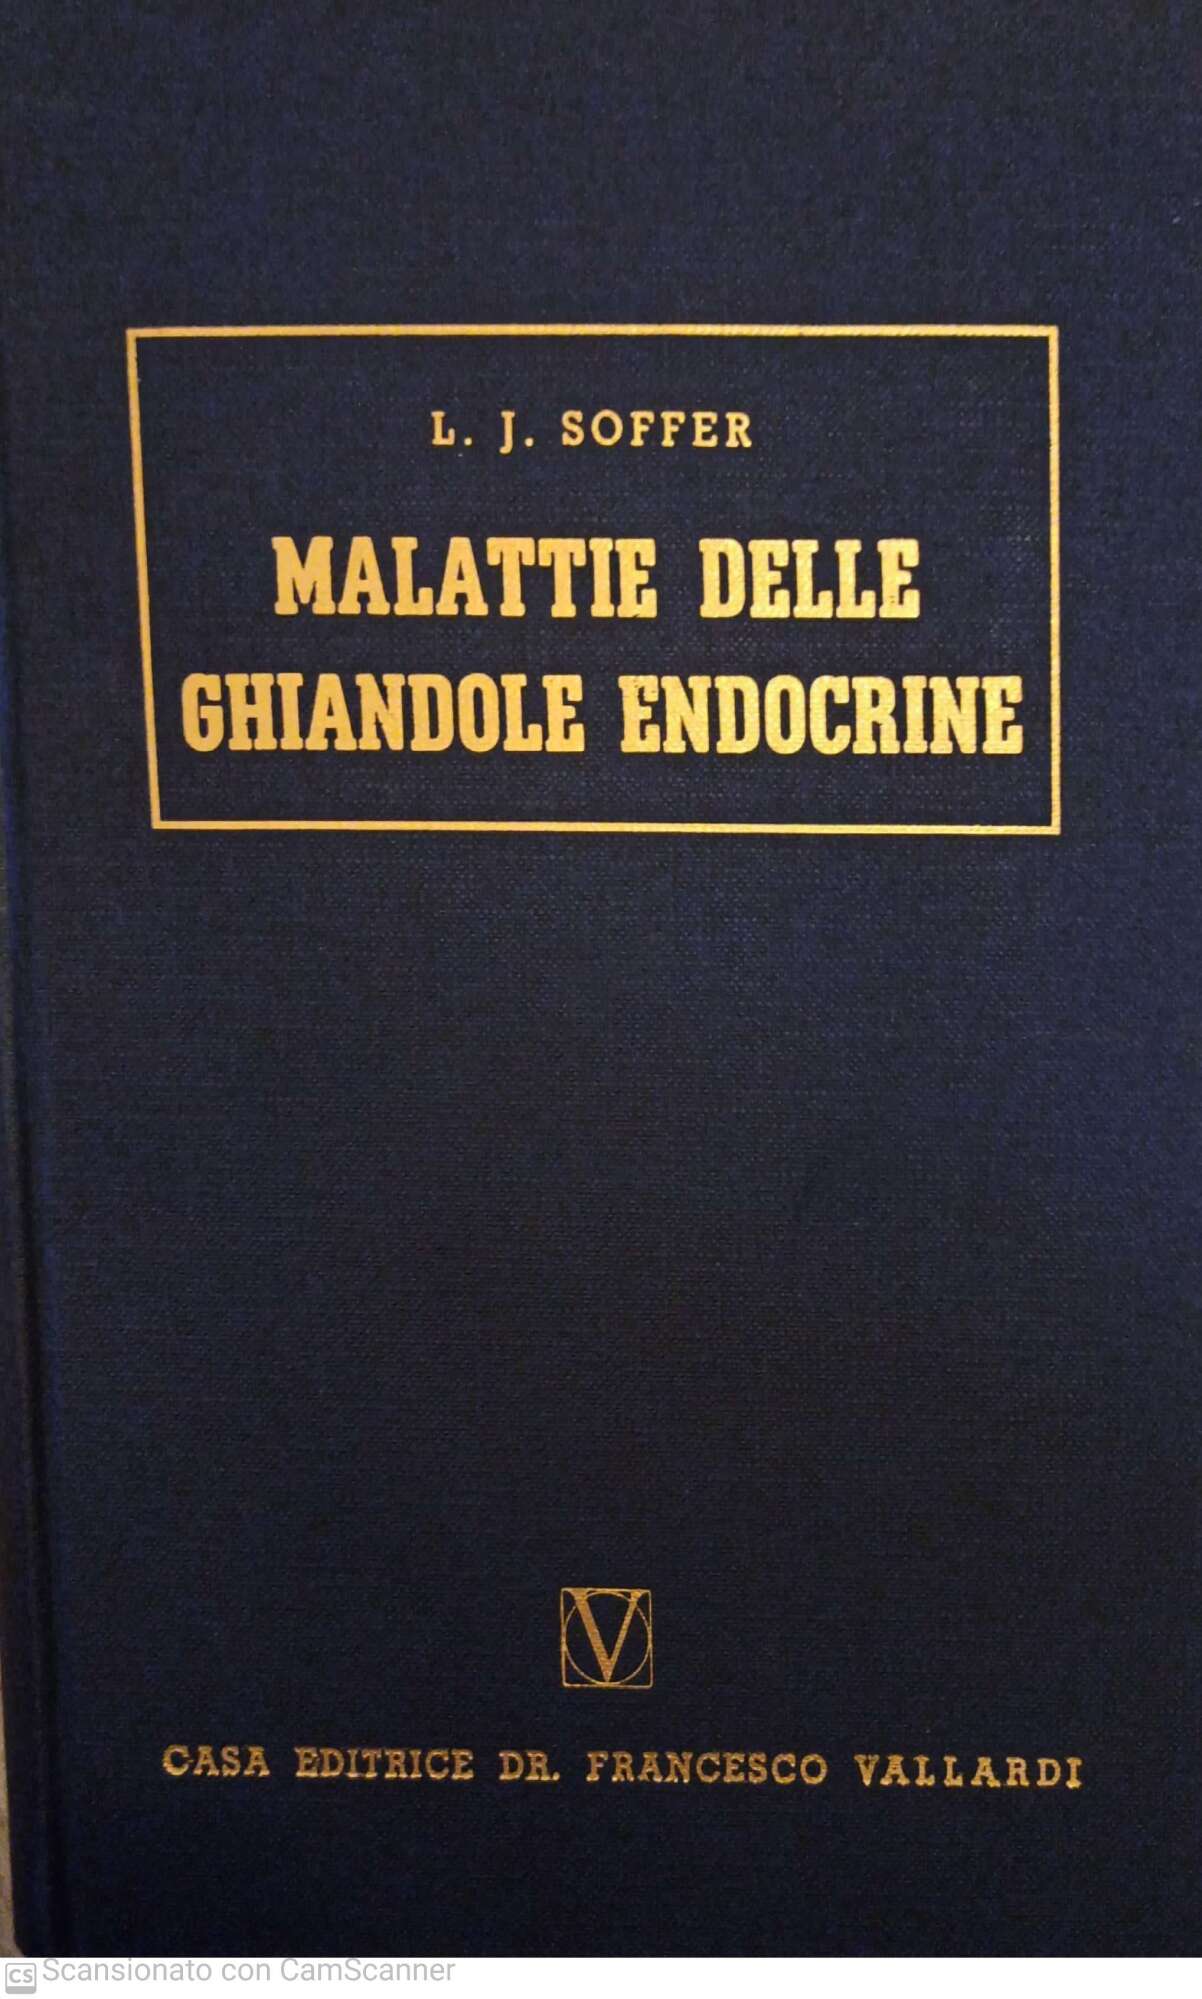 L. J. SOFFER
MALATTIE DELLE
GHIANDOLE ENDOCRINE
V
CASA EDITRICE DR. FRANCESCO VALLARDI
CS Scansionato con CamScanner